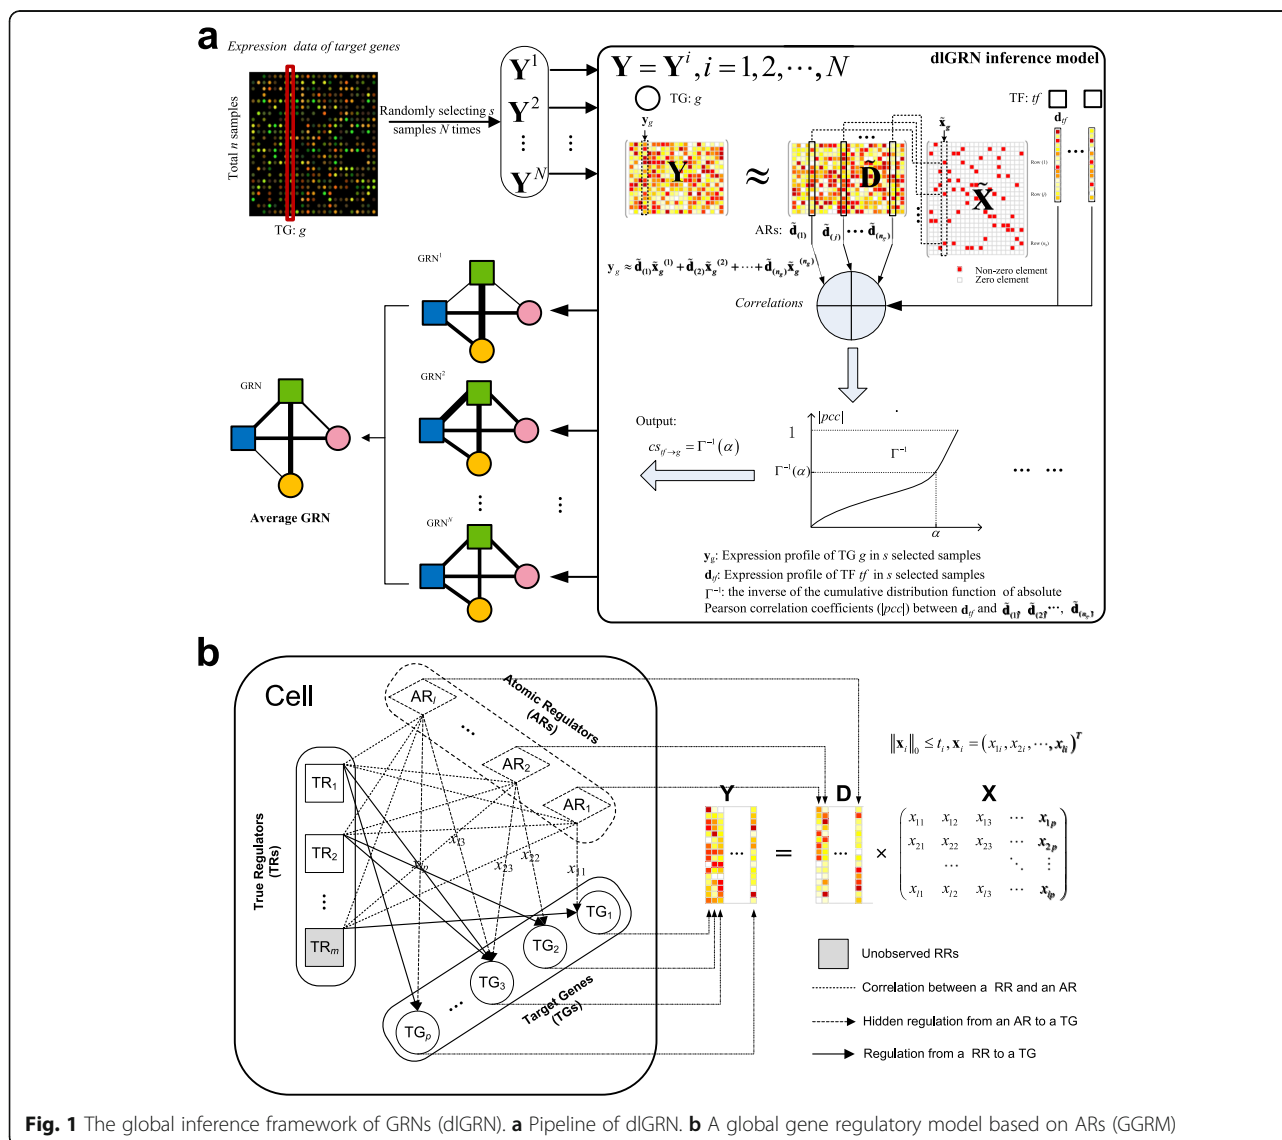 a
Expression data of target genes
Total n samples
TG: g
Randomly selecting s
samples N times
Y^1
Y^2
⋮
Y^N
Y = Y^i, i = 1, 2, ⋯, N
dlGRN inference model
TG: g
TF: tf
y_g
x̃_g
d_tf
Y
≈
D̃
X̃
Row (1)
Row (j)
Row (n_g)
ARs: d̃_(1) d̃_(j) ⋯ d̃_(n_g)
y_g ≈ d̃_(1)x̃_g^(1) + d̃_(2)x̃_g^(2) + ⋯ + d̃_(n_g)x̃_g^(n_g)
Non-zero element
Zero element
Correlations
GRN^1
GRN^2
GRN^N
GRN
Average GRN
Output:
cs_tf→g = Γ^-1(α)
|pcc|
1
Γ^-1
Γ^-1(α)
α
y_g: Expression profile of TG g in s selected samples
d_tf: Expression profile of TF tf in s selected samples
Γ^-1: the inverse of the cumulative distribution function of absolute
Pearson correlation coefficients (|pcc|) between d_tf and d̃_(1), d̃_(2), ⋯, d̃_(n_g),
b
Cell
AR_l
Atomic Regulators
(ARs)
AR_2
AR_1
True Regulators
(TRs)
TR_1
TR_2
⋮
TR_m
x_l3
x_22
x_23
x_11
TG_1
TG_2
TG_3
TG_p
Target Genes
(TGs)
‖x_i‖_0 ≤ t_i, x_i = (x_1i, x_2i, ⋯, x_li)^T
Y D X
= ×
x_11 x_12 x_13 ⋯ x_1p
x_21 x_22 x_23 ⋯ x_2p
⋯ ⋱ ⋮
x_l1 x_l2 x_l3 ⋯ x_lp
Unobserved RRs
Correlation between a RR and an AR
Hidden regulation from an AR to a TG
Regulation from a RR to a TG
Fig. 1 The global inference framework of GRNs (dlGRN). a Pipeline of dlGRN. b A global gene regulatory model based on ARs (GGRM)